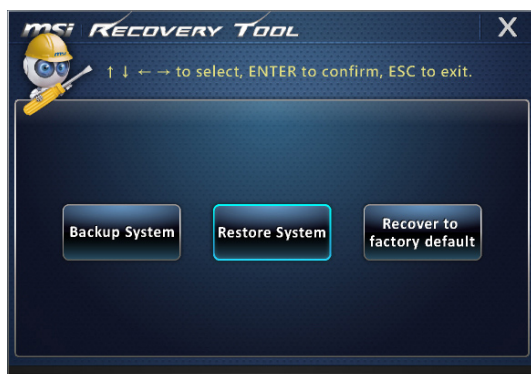 msi RECOVERY TOOL X
↑ ↓ ← → to select, ENTER to confirm, ESC to exit.
Backup System
Restore System
Recover to
factory default